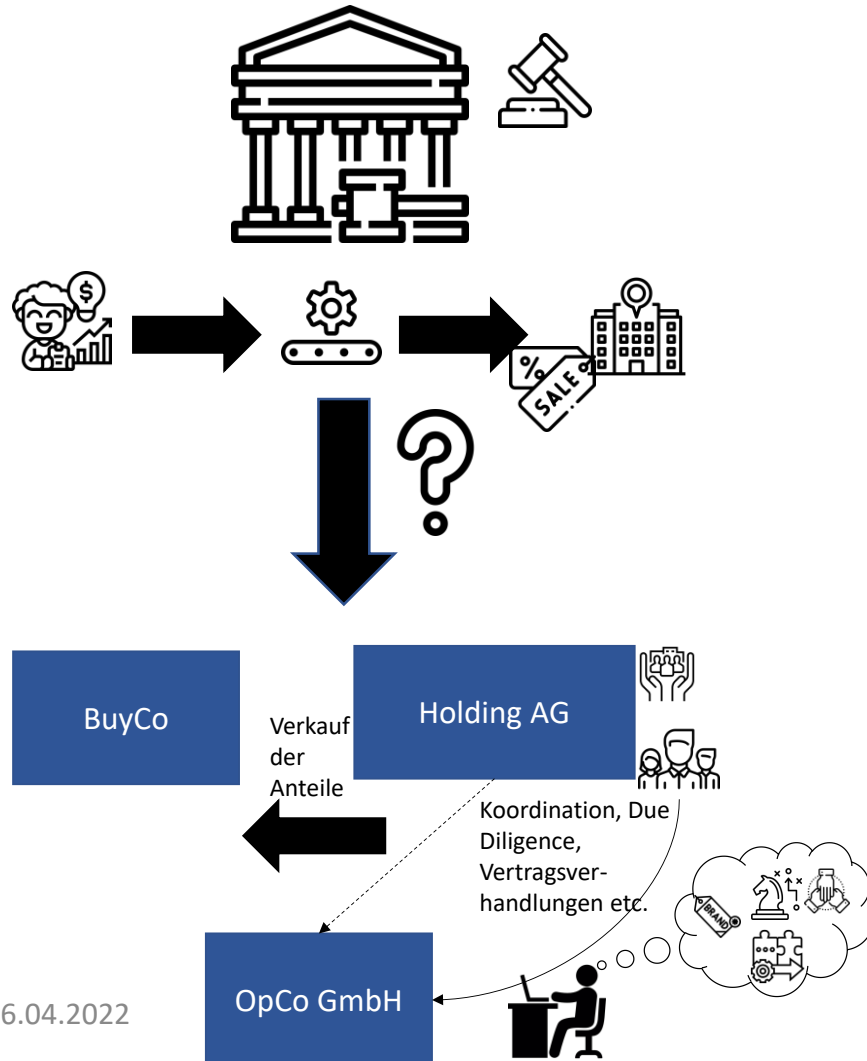 $
%
SALE
BuyCo
Holding AG
Verkauf
der
Anteile
Koordination, Due
Diligence,
Vertragsver-
handlungen etc.
BRAND
OpCo GmbH
6.04.2022